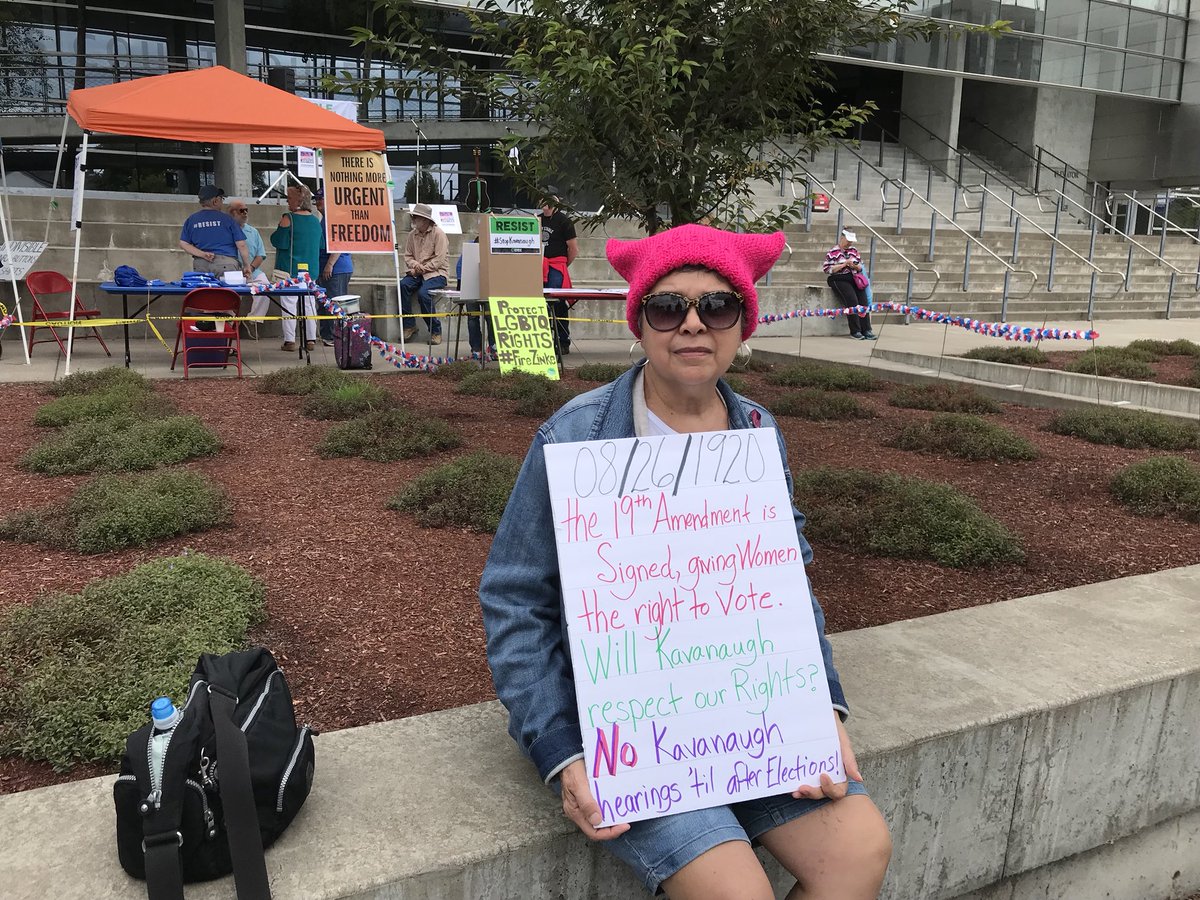 #RESIST
THERE IS
NOTHING MORE
URGENT
THAN
FREEDOM
RESIST
#StopKavanaugh
PROTECT
LGBTQ
RIGHTS
#FireZinke
08/26/1920
the 19th Amendment is
Signed, giving Women
the right to Vote.
Will Kavanaugh
respect our Rights?
No Kavanaugh
hearings 'til after Elections!